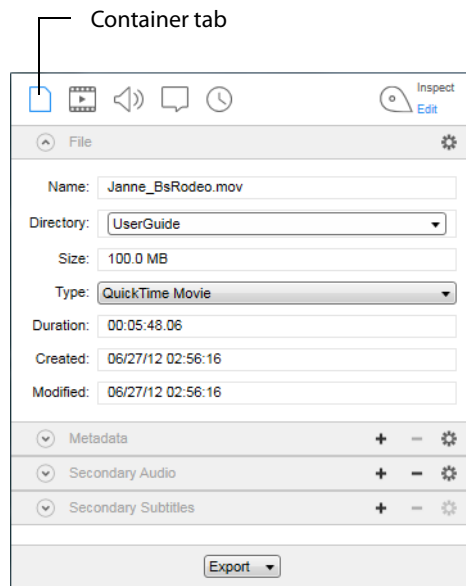 Container tab
Inspect
Edit
File
Name: Janne_BsRodeo.mov
Directory: UserGuide
Size: 100.0 MB
Type: QuickTime Movie
Duration: 00:05:48.06
Created: 06/27/12 02:56:16
Modified: 06/27/12 02:56:16
Metadata
Secondary Audio
Secondary Subtitles
Export